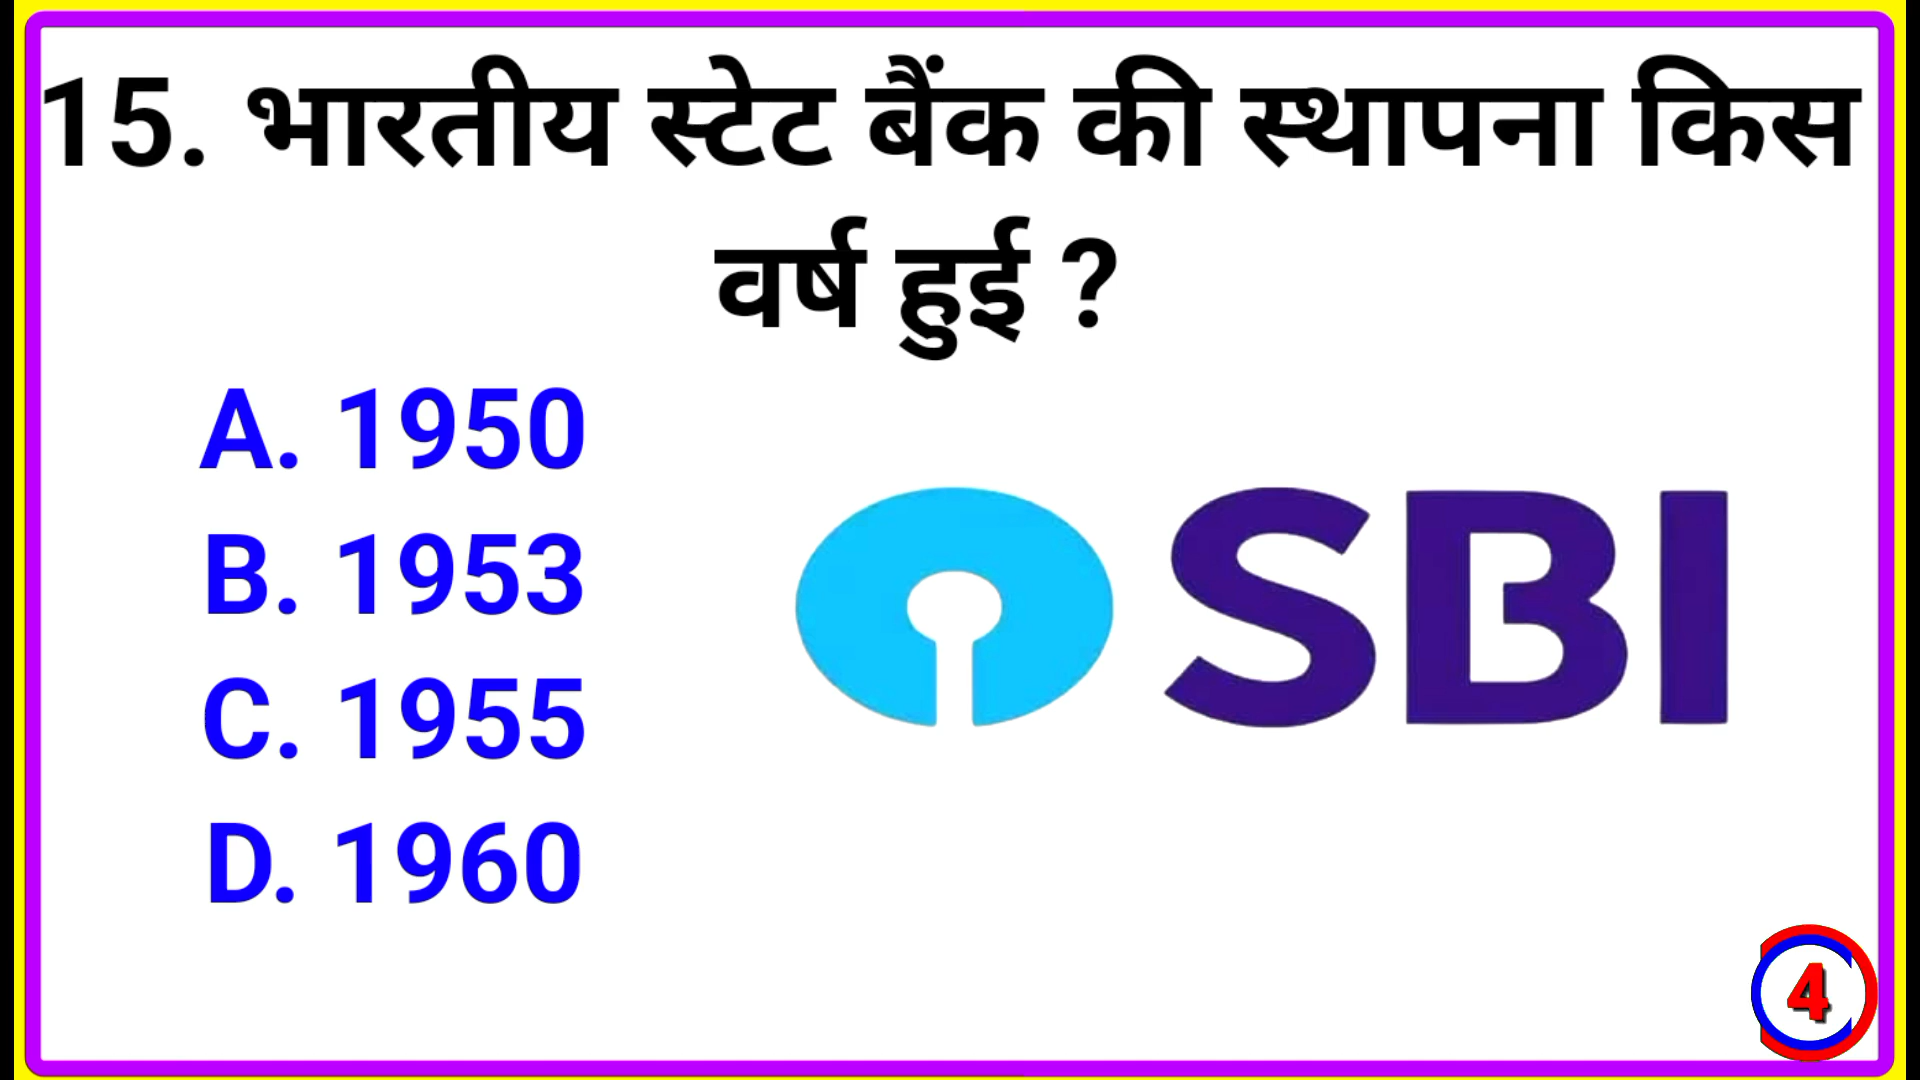 15. भारतीय स्टेट बैंक की स्थापना किस
वर्ष हुई ?
A. 1950
B. 1953
C. 1955
D. 1960
SBI
4